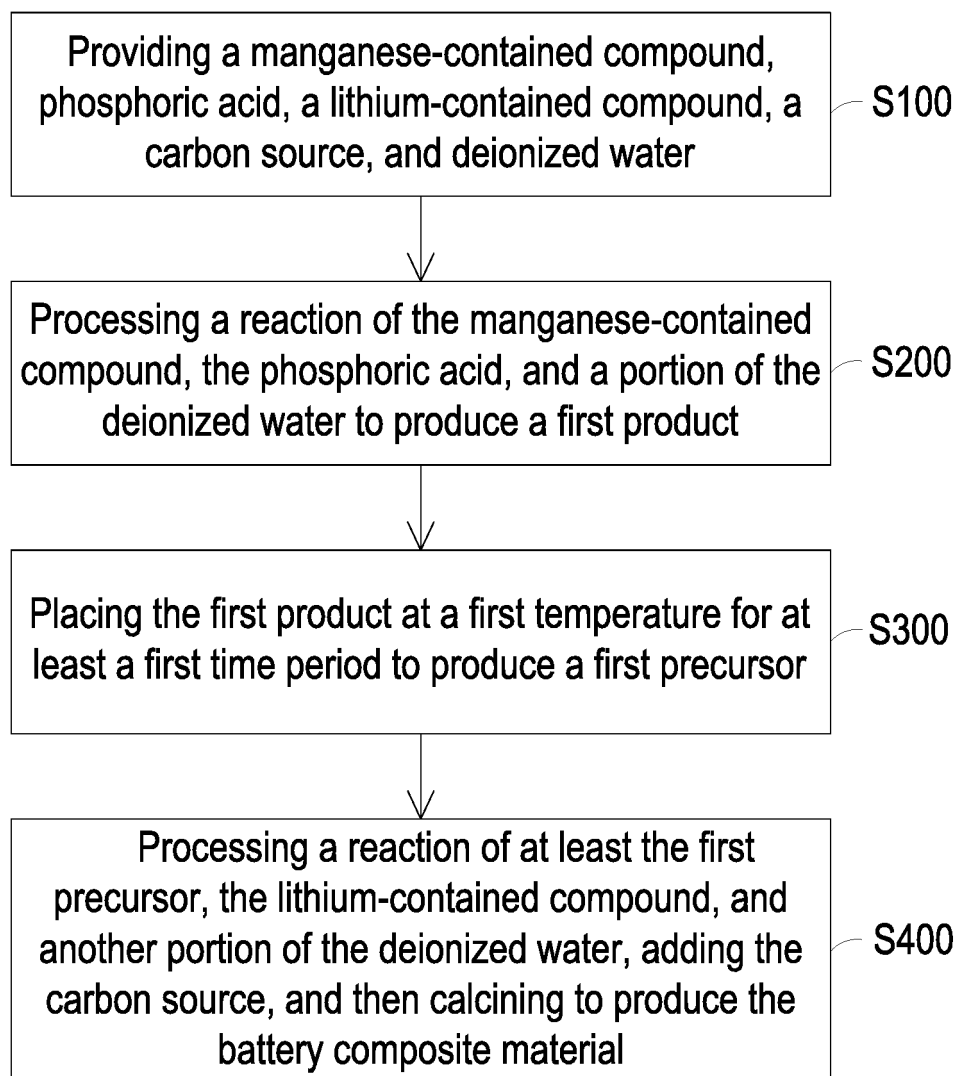 Providing a manganese-contained compound,
phosphoric acid, a lithium-contained compound, a
carbon source, and deionized water
S100
Processing a reaction of the manganese-contained
compound, the phosphoric acid, and a portion of the
deionized water to produce a first product
S200
Placing the first product at a first temperature for at
least a first time period to produce a first precursor
S300
Processing a reaction of at least the first
precursor, the lithium-contained compound, and
another portion of the deionized water, adding the
carbon source, and then calcining to produce the
battery composite material
S400